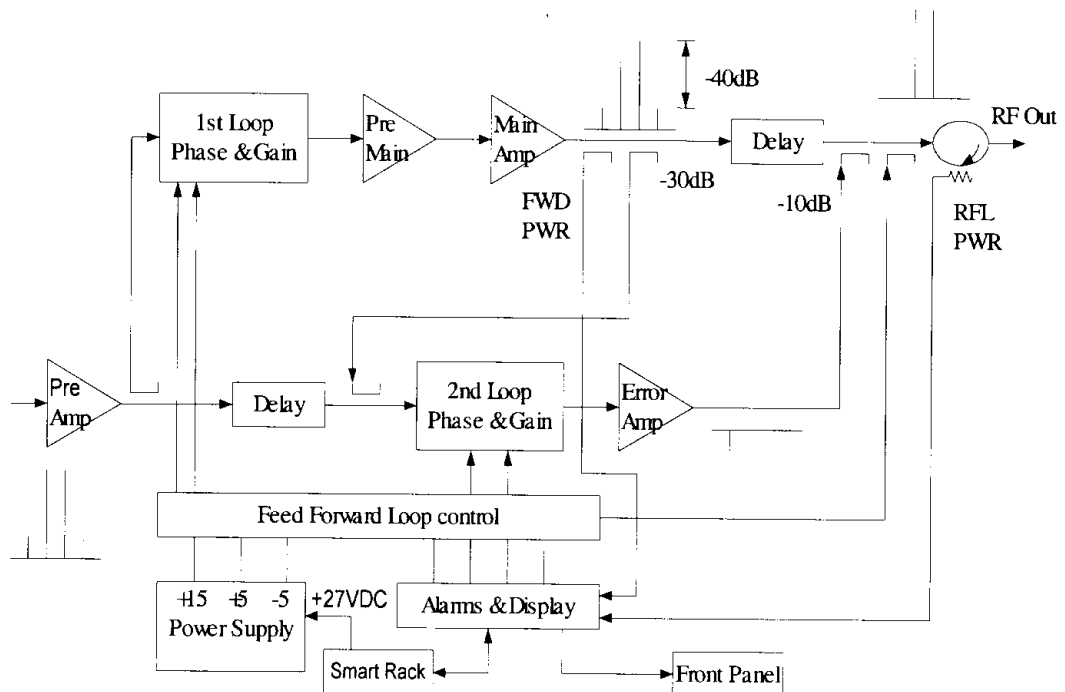 -40dB
1st Loop
Phase &Gain
Pre
Main
Main
Amp
Delay
RF Out
-30dB
FWD
PWR
-10dB
RFL
PWR
Pre
Amp
Delay
2nd Loop
Phase &Gain
Error
Amp
Feed Forward Loop control
+15 +5 -5
Power Supply
+27VDC
Alarms &Display
Smart Rack
Front Panel